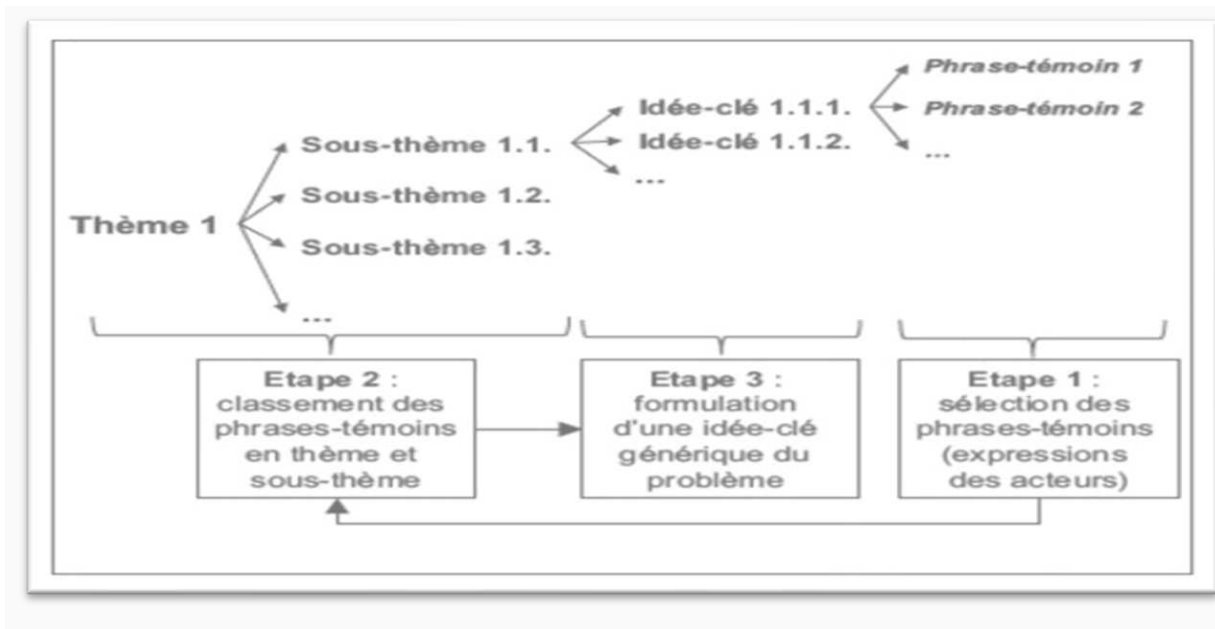 Phrase-témoin 1
Idée-clé 1.1.1.
Phrase-témoin 2
Sous-thème 1.1.
Idée-clé 1.1.2.
...
...
Sous-thème 1.2.
Thème 1
Sous-thème 1.3.
...
Etape 2 :
classement des
phrases-témoins
en thème et
sous-thème
Etape 3 :
formulation
d'une idée-clé
générique du
problème
Etape 1 :
sélection des
phrases-témoins
(expressions
des acteurs)